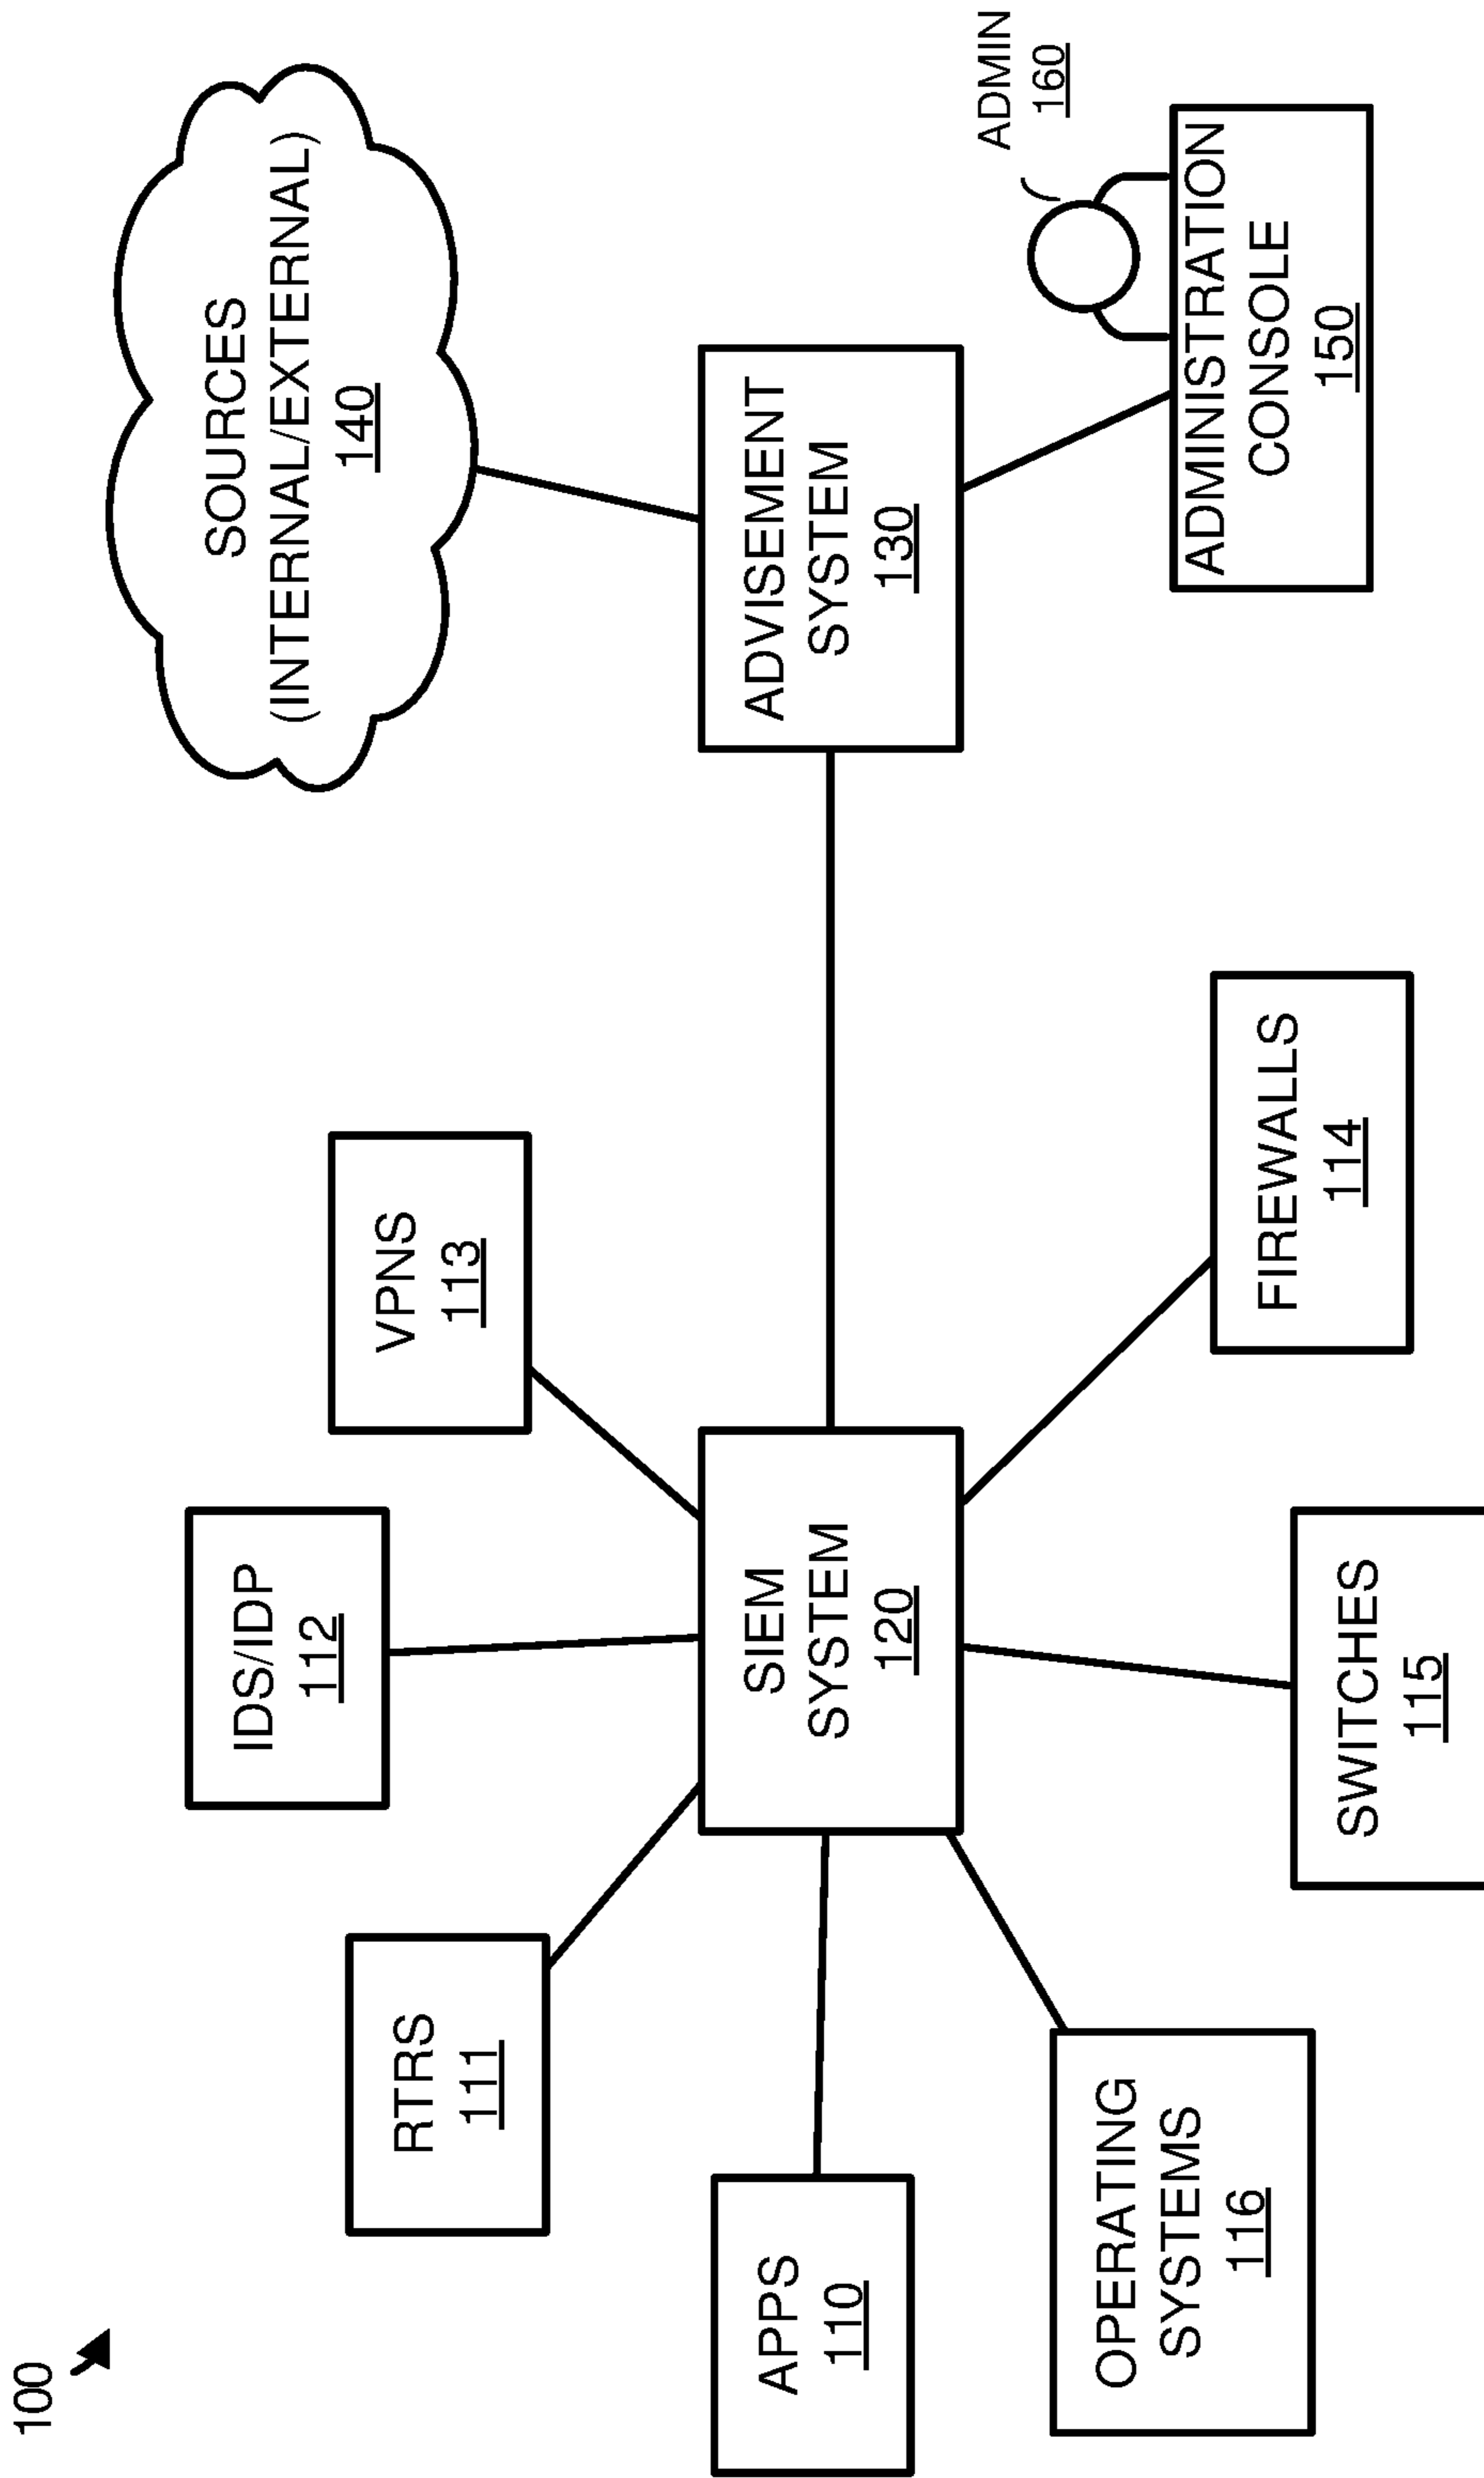 100
SOURCES
(INTERNAL/EXTERNAL)
140
IDS/IDP
112
VPNS
113
RTRS
111
APPS
110
SIEM
SYSTEM
120
ADVISEMENT
SYSTEM
130
ADMIN
160
ADMINISTRATION
CONSOLE
150
OPERATING
SYSTEMS
116
SWITCHES
115
FIREWALLS
114